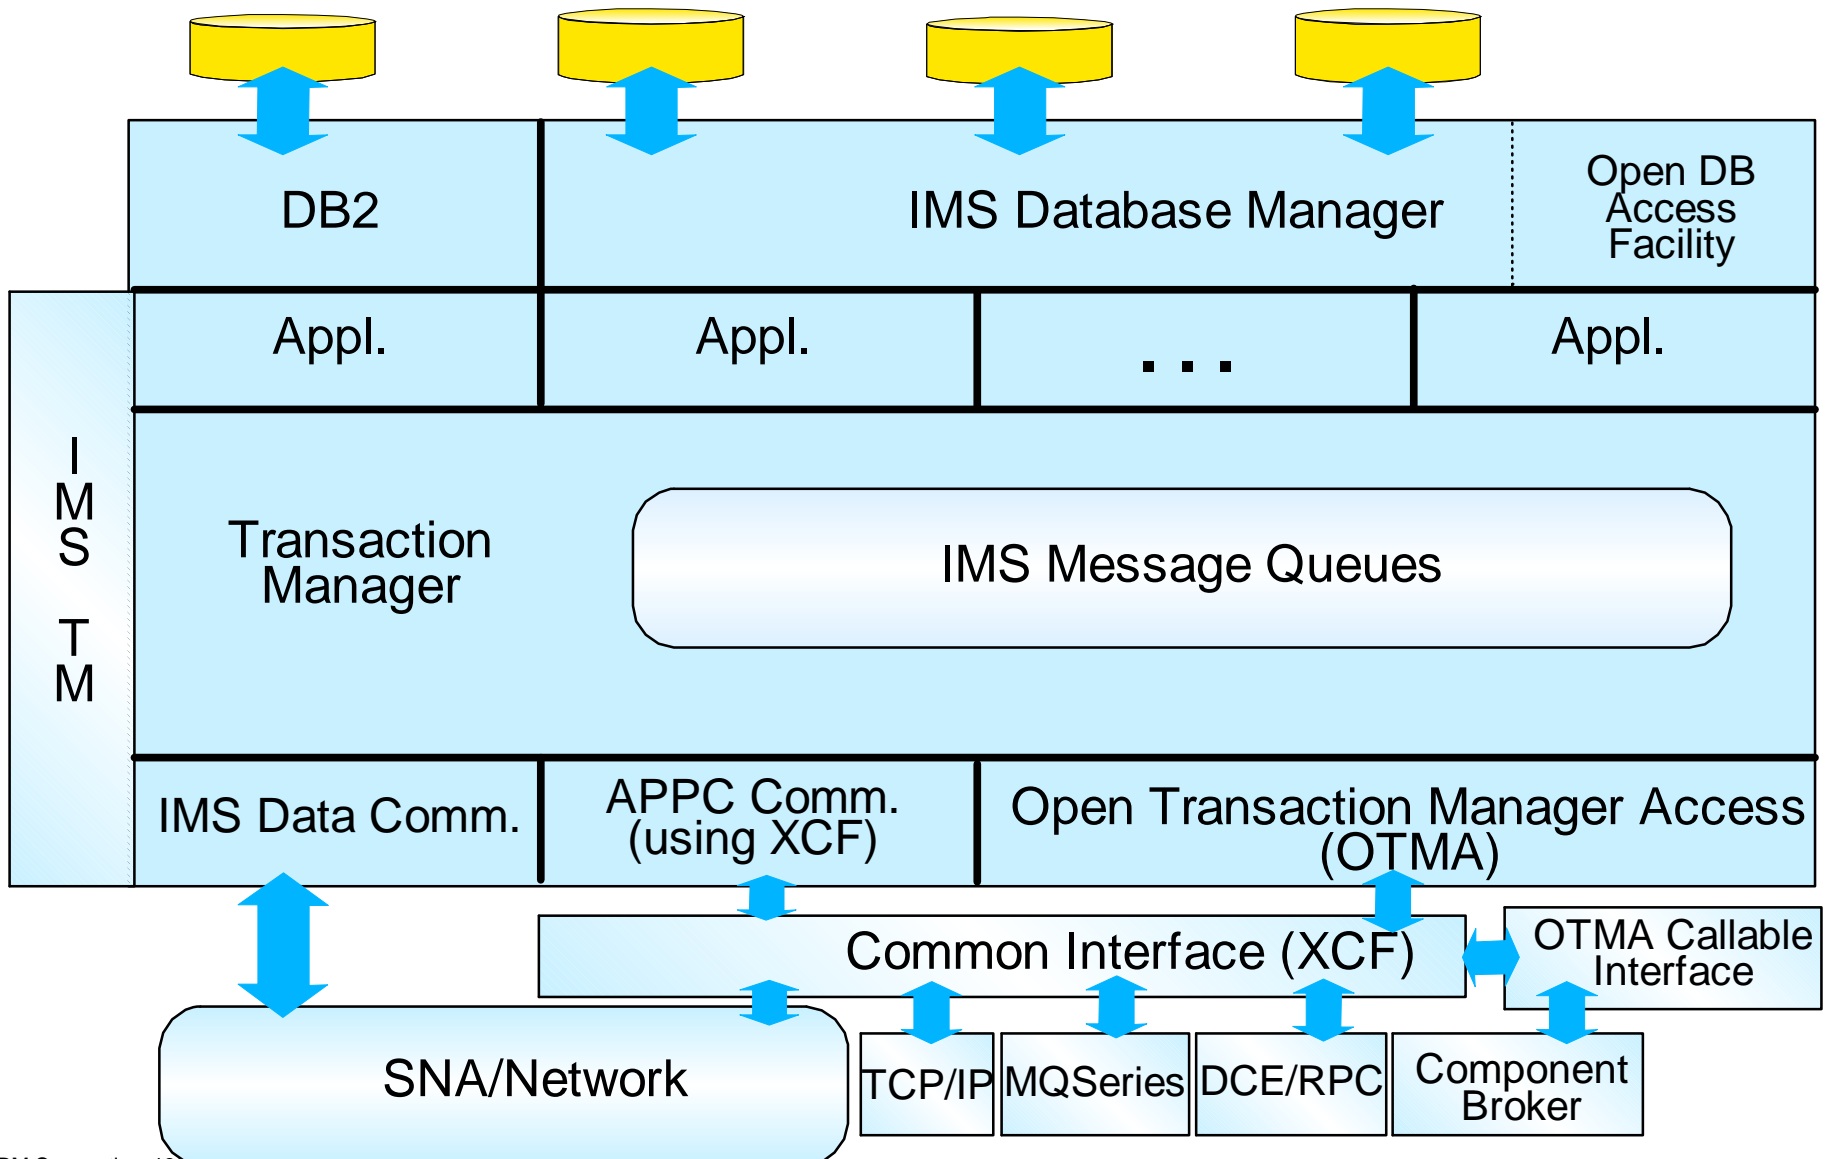 DB2
IMS Database Manager
Open DB
Access
Facility
Appl.
Appl.
...
Appl.
I
M
S
T
M
Transaction
Manager
IMS Message Queues
IMS Data Comm.
APPC Comm.
(using XCF)
Open Transaction Manager Access
(OTMA)
Common Interface (XCF)
OTMA Callable
Interface
SNA/Network
TCP/IP
MQSeries
DCE/RPC
Component
Broker